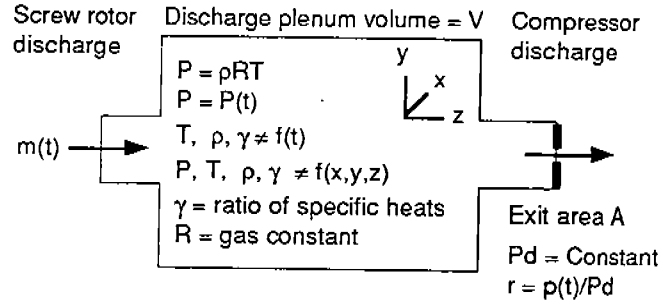 Screw rotor
discharge
Discharge plenum volume = V
Compressor
discharge
P = ρRT
P = P(t)
T, ρ, γ ≠ f(t)
P, T, ρ, γ ≠ f(x,y,z)
γ = ratio of specific heats
R = gas constant
y
x
z
m(t)
Exit area A
Pd = Constant
r = p(t)/Pd